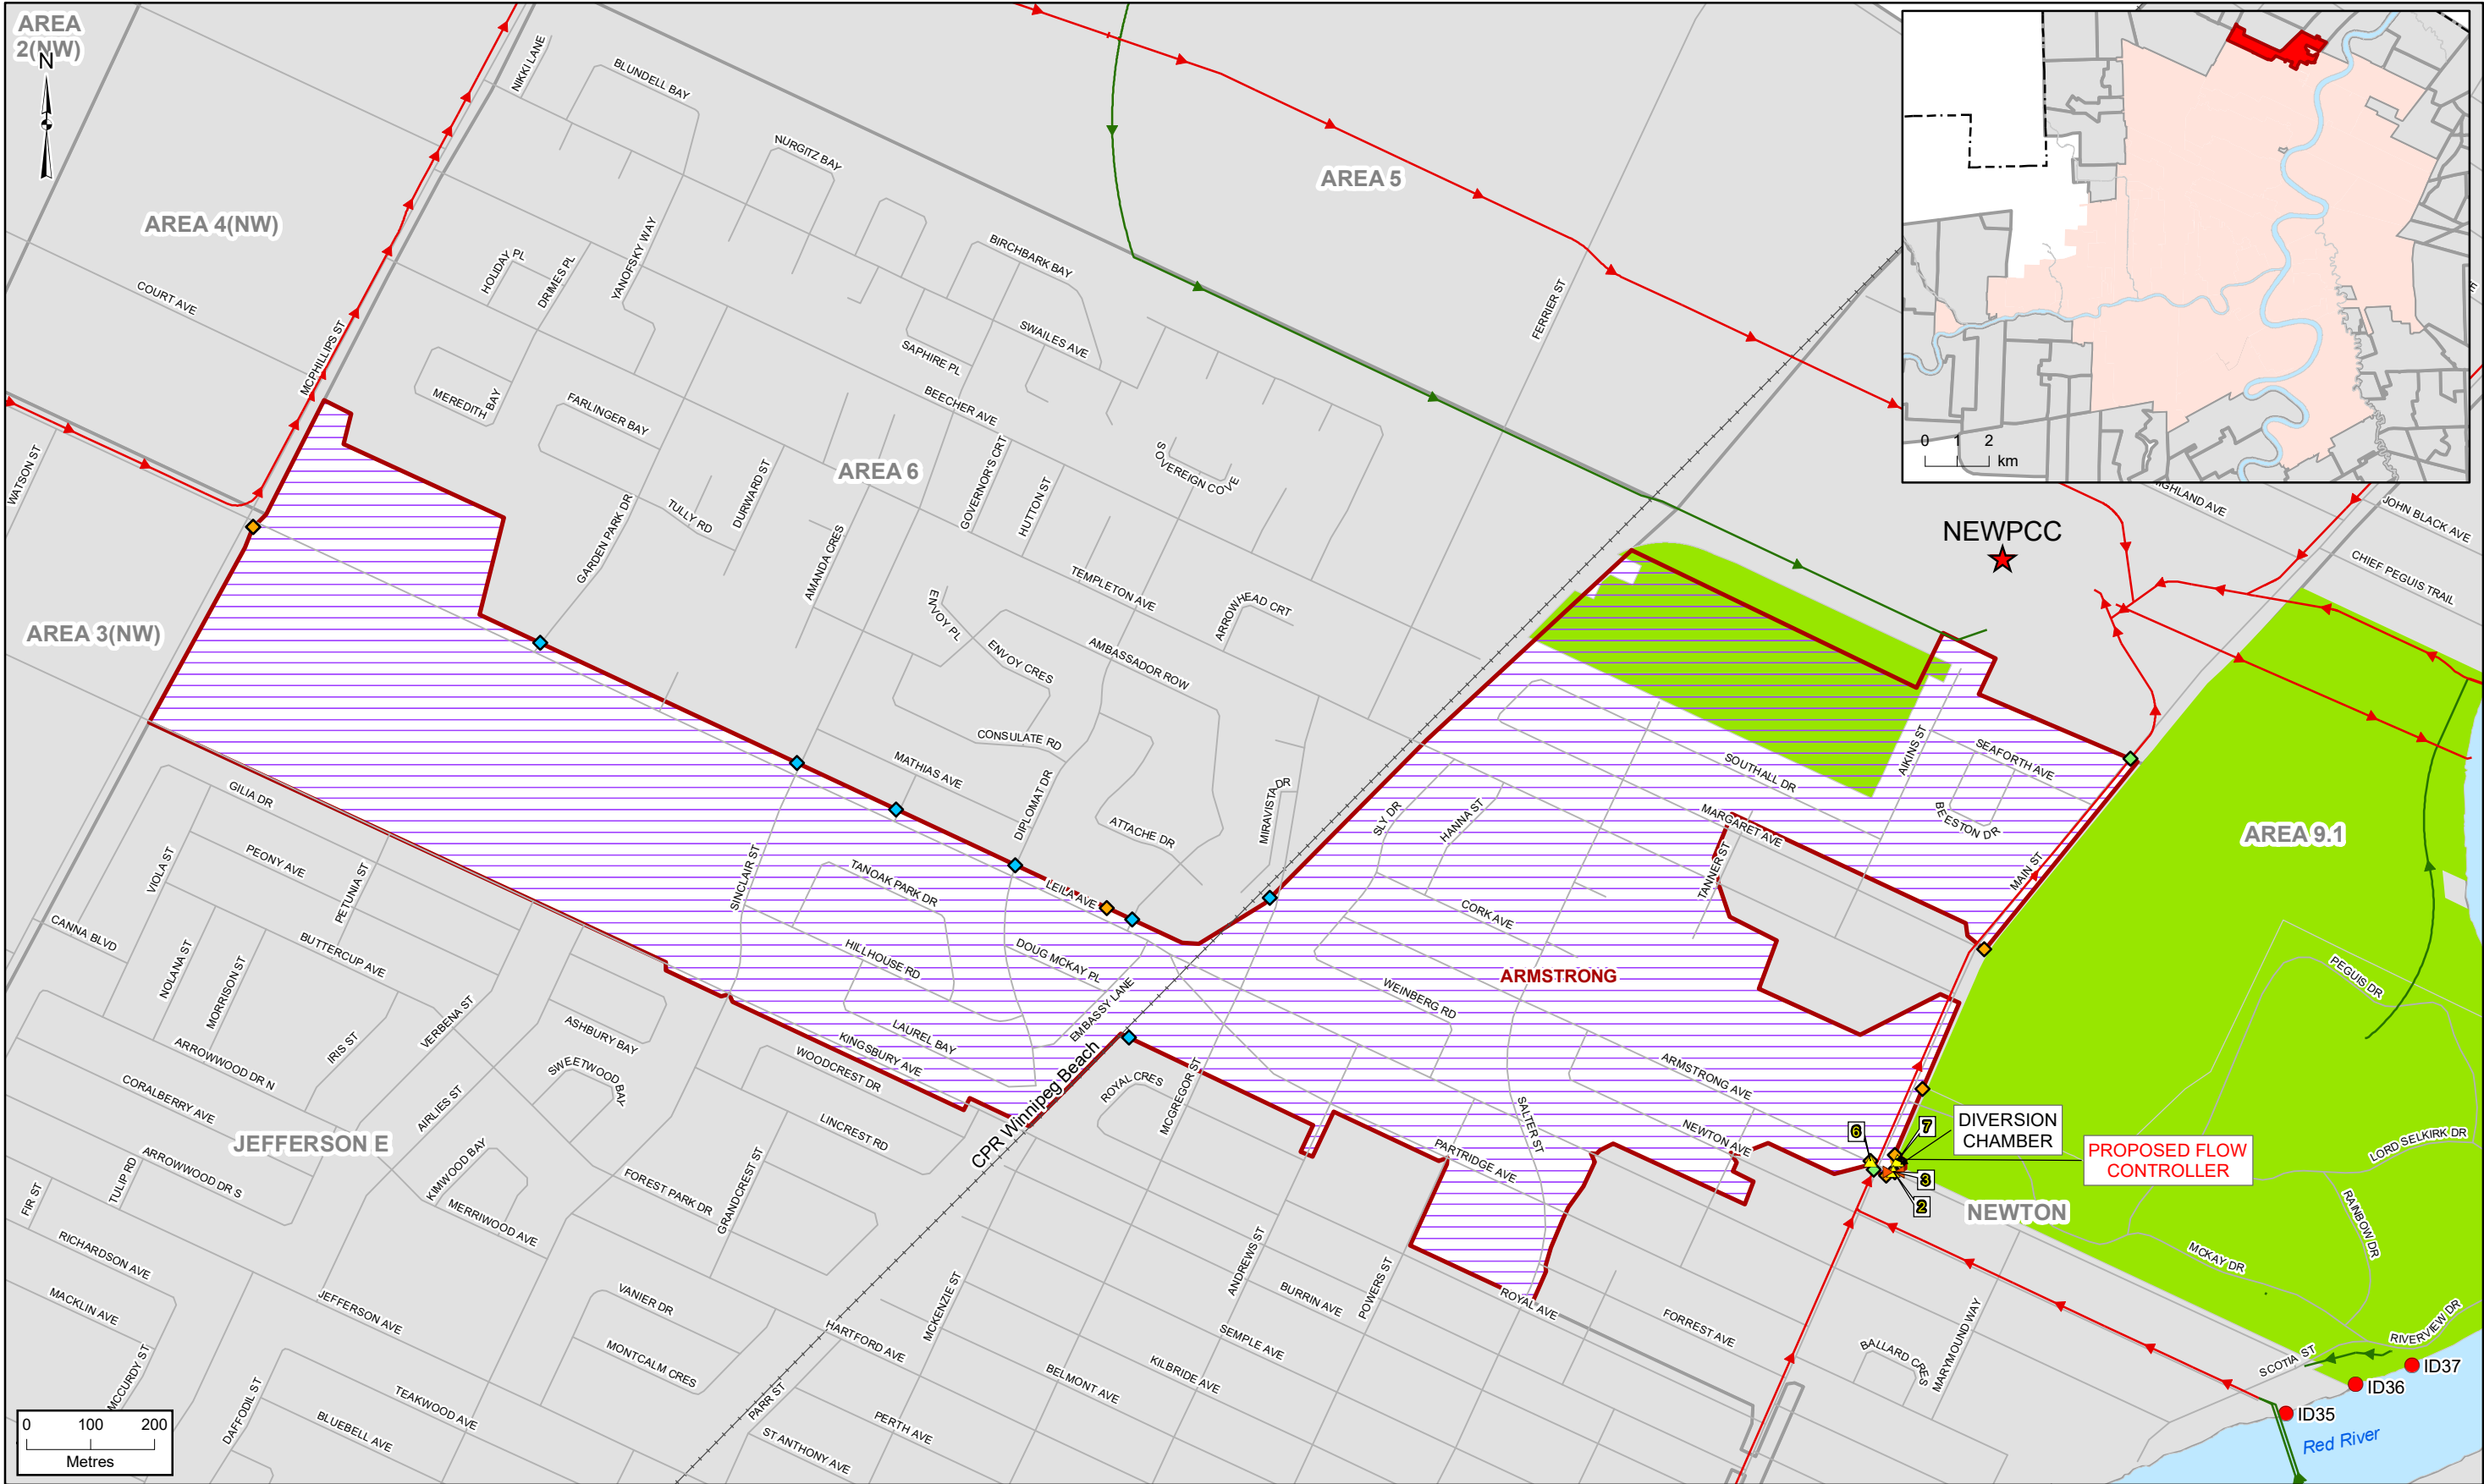 AREA
2(NW)
N
NIKKI LANE
BLUNDELL BAY
NURGITZ BAY
AREA 5
AREA 4(NW)
COURT AVE
MCPHILLIPS ST
HOLIDAY PL
DRIMES PL
YANOFSKY WAY
BIRCHBARK BAY
SWAILES AVE
SAPHIRE PL
BEECHER AVE
FERRIER ST
MEREDITH BAY
FARLINGER BAY
WATSON ST
AREA 6
GOVERNOR'S CRT
HUTTON ST
SOVEREIGN COVE
TULLY RD
DURWARD ST
GARDEN PARK DR
AMANDA CRES
TEMPLETON AVE
ARROWHEAD CRT
ENVOY PL
ENVOY CRES
AMBASSADOR ROW
AREA 3(NW)
CONSULATE RD
MATHIAS AVE
DIPLOMAT DR
ATTACHE DR
MIRAVISTA DR
0 1 2
km
HIGHLAND AVE
JOHN BLACK AVE
CHIEF PEGUIS TRAIL
NEWPCC
SOUTHALL DR
AIKINS ST
SEAFORTH AVE
BEESTON DR
MARGARET AVE
SLY DR
HANNA ST
TANNER ST
MAIN ST
AREA 9.1
GILIA DR
VIOLA ST
PEONY AVE
PETUNIA ST
SINCLAIR ST
TANOAK PARK DR
LEILA AVE
CORK AVE
CANNA BLVD
NOLANA ST
MORRISON ST
BUTTERCUP AVE
HILLHOUSE RD
DOUG MCKAY PL
EMBASSY LANE
WEINBERG RD
ARMSTRONG
PEGUIS DR
VERBENA ST
IRIS ST
ASHBURY BAY
LAUREL BAY
KINGSBURY AVE
WOODCREST DR
CPR Winnipeg Beach
ROYAL CRES
MCGREGOR ST
ARMSTRONG AVE
SALTER ST
NEWTON AVE
PARTRIDGE AVE
ARROWWOOD DR N
CORALBERRY AVE
SWEETWOOD BAY
AIRLIES ST
JEFFERSON E
LINCREST RD
6
7
DIVERSION
CHAMBER
PROPOSED FLOW
CONTROLLER
3
2
NEWTON
LORD SELKIRK DR
RAINBOW DR
MCKAY DR
ARROWWOOD DR S
TULIP RD
FIR ST
KIMWOOD BAY
MERRIWOOD AVE
FOREST PARK DR
GRANDCREST ST
RICHARDSON AVE
MACKLIN AVE
JEFFERSON AVE
VANIER DR
MONTCALM CRES
HARTFORD AVE
MCKENZIE ST
ANDREWS ST
BURRIN AVE
POWERS ST
ROYAL AVE
FORREST AVE
BALLARD CRES
MARYMOUND WAY
SEMPLE AVE
KILBRIDE AVE
BELMONT AVE
SCOTIA ST
RIVERVIEW DR
ID37
ID36
ID35
Red River
MCCURDY ST
DAFFODIL ST
TEAKWOOD AVE
BLUEBELL AVE
PARR ST
PERTH AVE
ST ANTHONY AVE
0 100 200
Metres